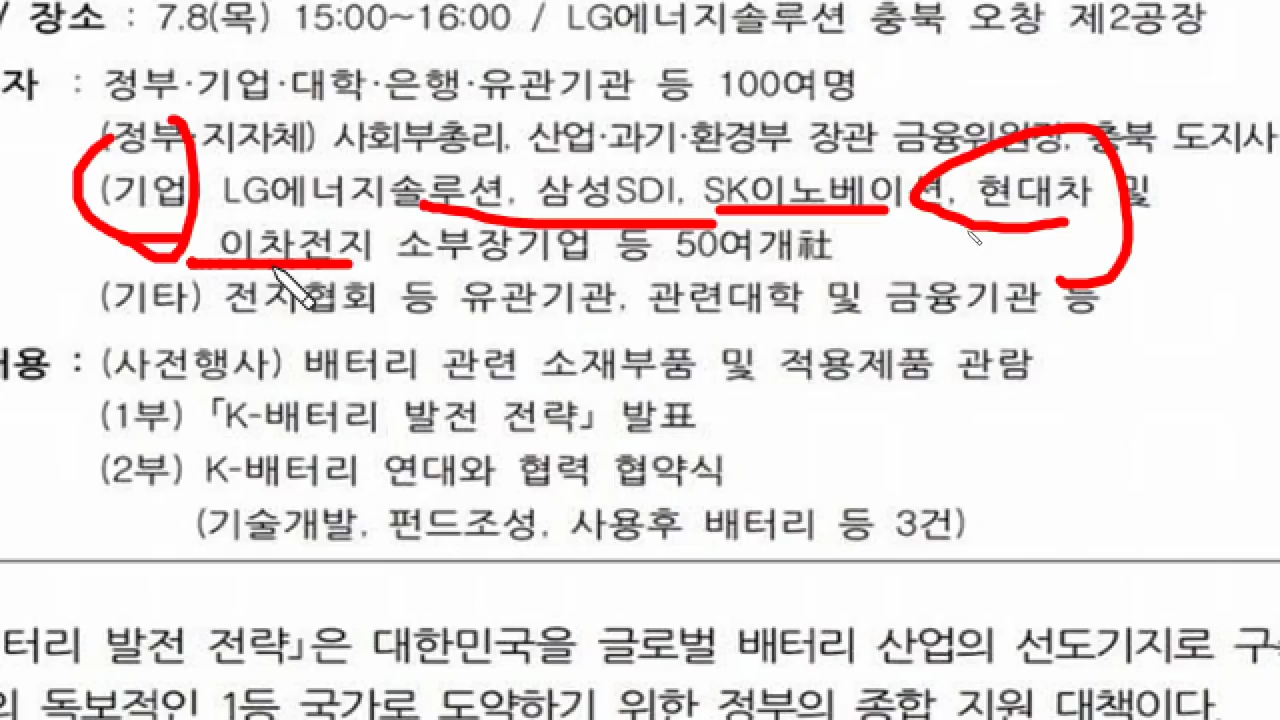 / 장소 : 7.8(목) 15:00~16:00 / LG에너지솔루션 충북 오창 제2공장
자 : 정부·기업·대학·은행·유관기관 등 100여명
(정부·지자체) 사회부총리, 산업·과기·환경부 장관 금융위원장, 충북 도지사
(기업) LG에너지솔루션, 삼성SDI, SK이노베이션, 현대차 및
이차전지 소부장기업 등 50여개社
(기타) 전지협회 등 유관기관, 관련대학 및 금융기관 등
내용 : (사전행사) 배터리 관련 소재부품 및 적용제품 관람
(1부) 「K-배터리 발전 전략」 발표
(2부) K-배터리 연대와 협력 협약식
(기술개발, 펀드조성, 사용후 배터리 등 3건)
터리 발전 전략」은 대한민국을 글로벌 배터리 산업의 선도기지로
의 독보적인 1등 국가로 도약하기 위한 정부의 종합 지원 대책이다.